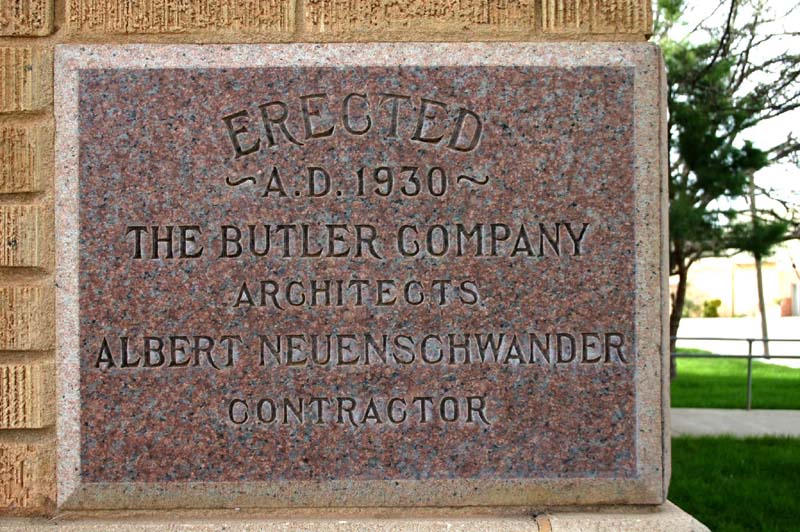 ERECTED
~A.D. 1930~
THE BUTLER COMPANY
ARCHITECTS
ALBERT NEUENSCHWANDER
CONTRACTOR